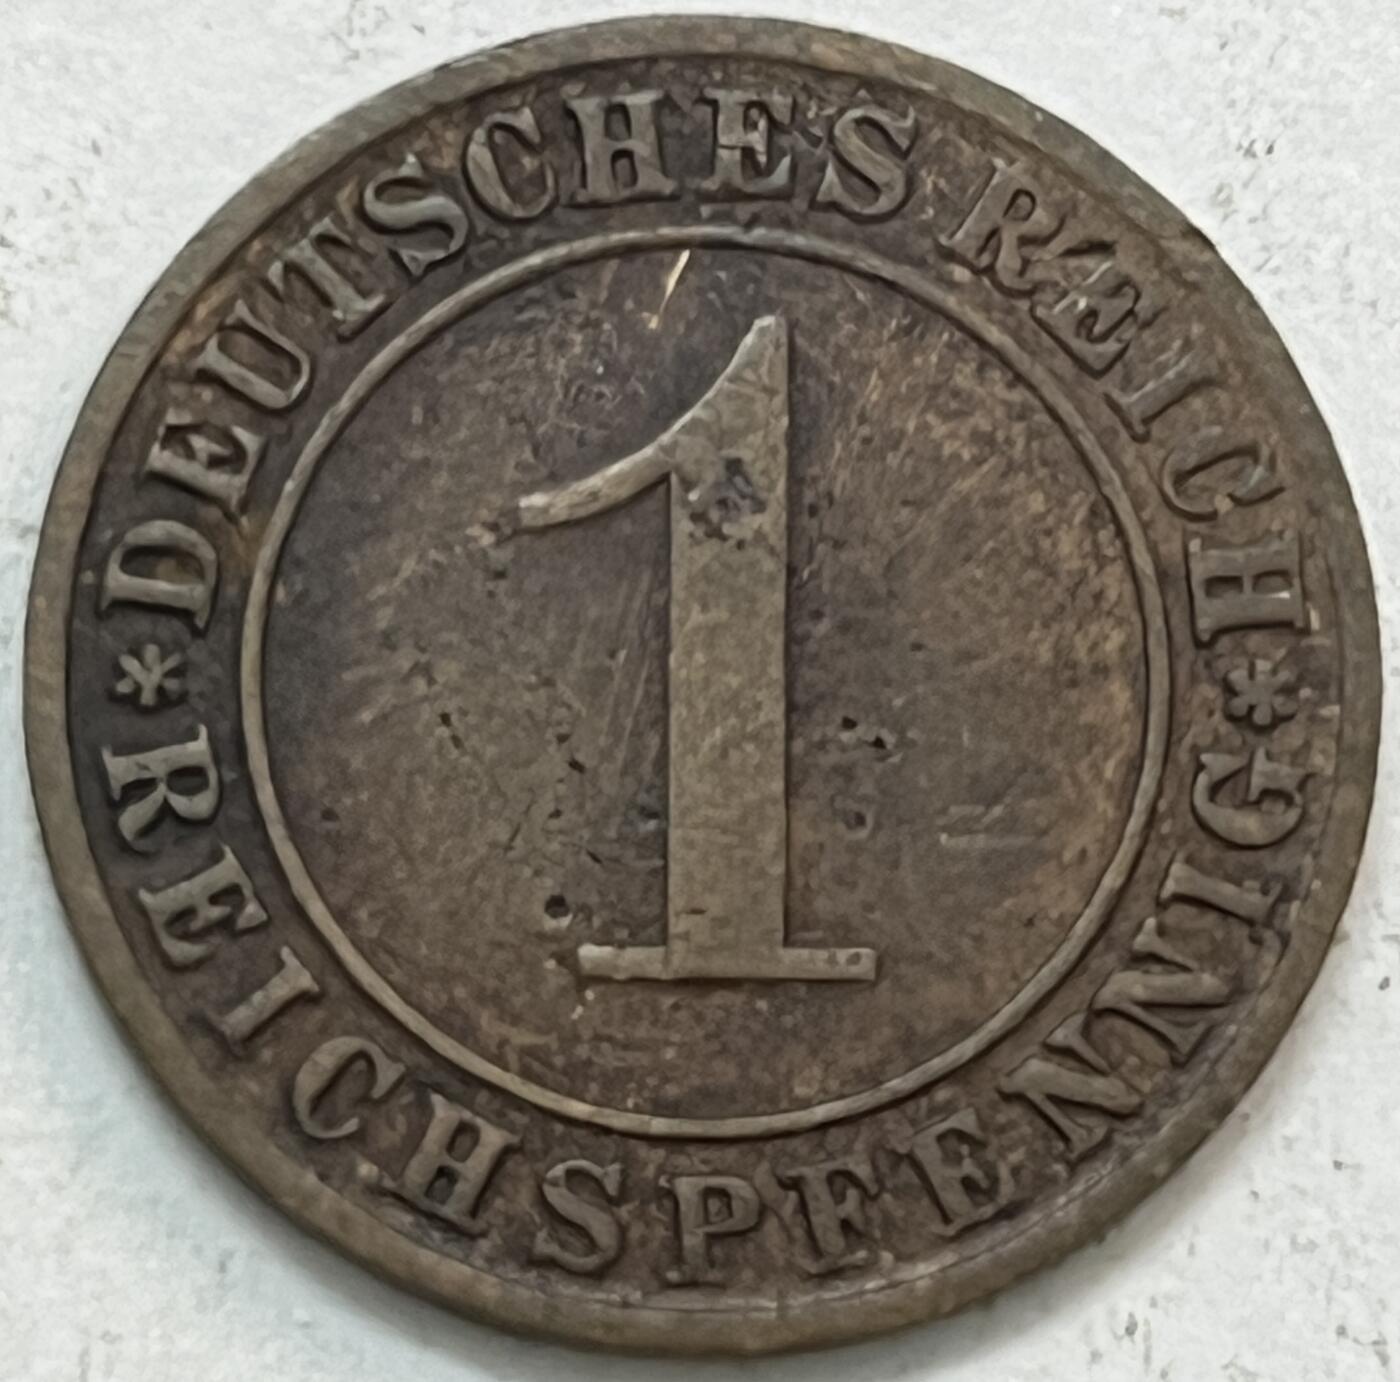 DEUTSCHES REICH
1
REICHSPFENNIG